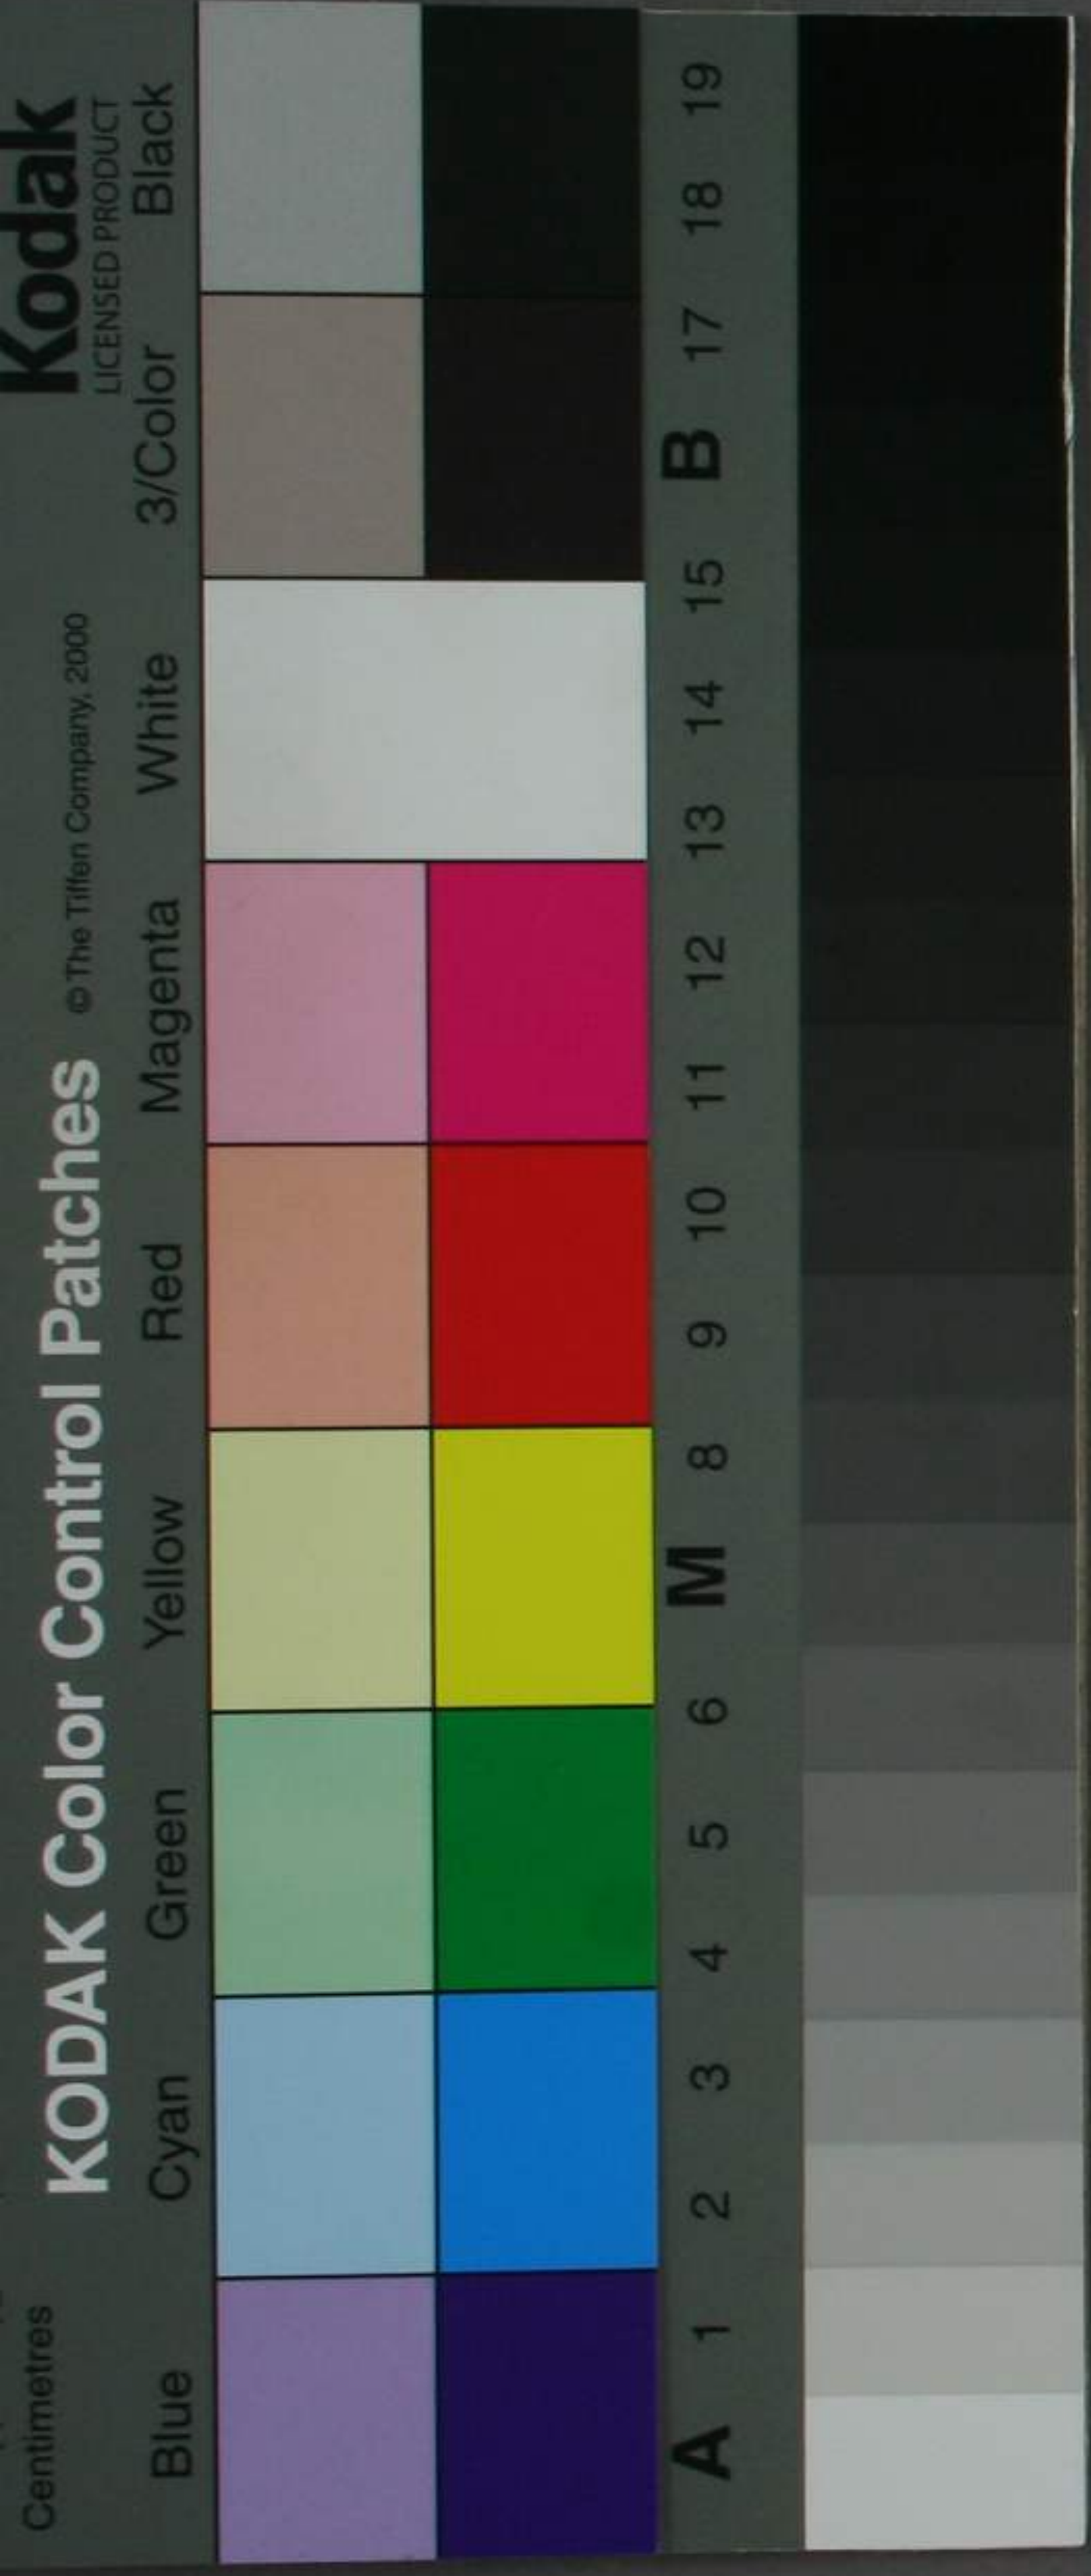 Centimetres
KODAK Color Control Patches © The Tiffen Company, 2000
Kodak
LICENSED PRODUCT
Blue Cyan Green Yellow Red Magenta White 3/Color Black
A 1 2 3 4 5 6 M 8 9 10 11 12 13 14 15 B 17 18 19